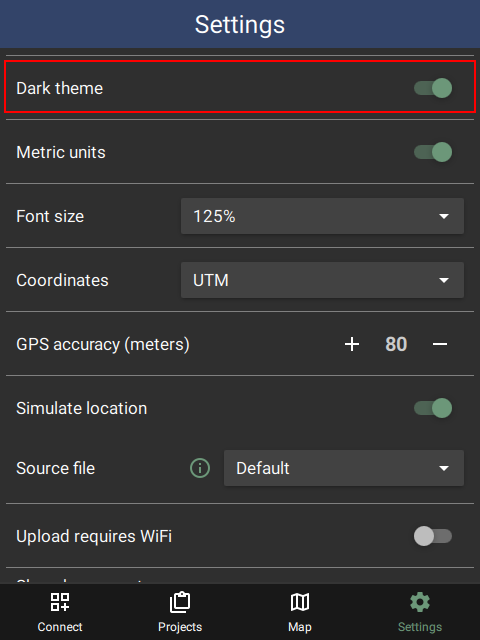 Settings
Dark theme
Metric units
Font size 125%
Coordinates UTM
GPS accuracy (meters) + 80 −
Simulate location
Source file Default
Upload requires WiFi
Connect Projects Map Settings